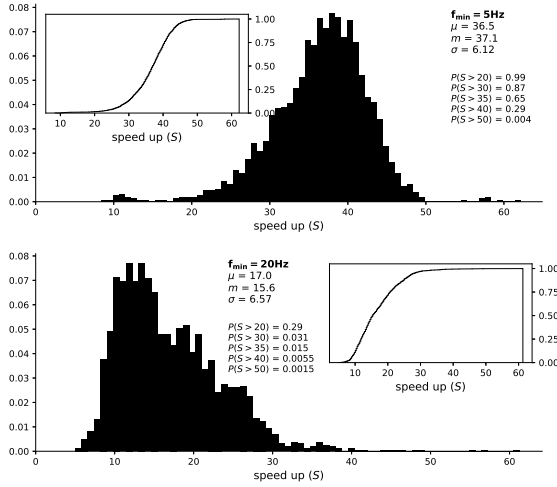 0.08
0.07
0.06
0.05
0.04
0.03
0.02
0.01
0.00
0 10 20 30 40 50 60
speed up (S)
1.00
0.75
0.50
0.25
0.00
10 20 30 40 50 60
speed up (S)
f_min = 5Hz
μ = 36.5
m = 37.1
σ = 6.12
P(S > 20) = 0.99
P(S > 30) = 0.87
P(S > 35) = 0.65
P(S > 40) = 0.29
P(S > 50) = 0.004
0.08
0.07
0.06
0.05
0.04
0.03
0.02
0.01
0.00
0 10 20 30 40 50 60
speed up (S)
f_min = 20Hz
μ = 17.0
m = 15.6
σ = 6.57
P(S > 20) = 0.29
P(S > 30) = 0.031
P(S > 35) = 0.015
P(S > 40) = 0.0055
P(S > 50) = 0.0015
1.00
0.75
0.50
0.25
0.00
10 20 30 40 50 60
speed up (S)